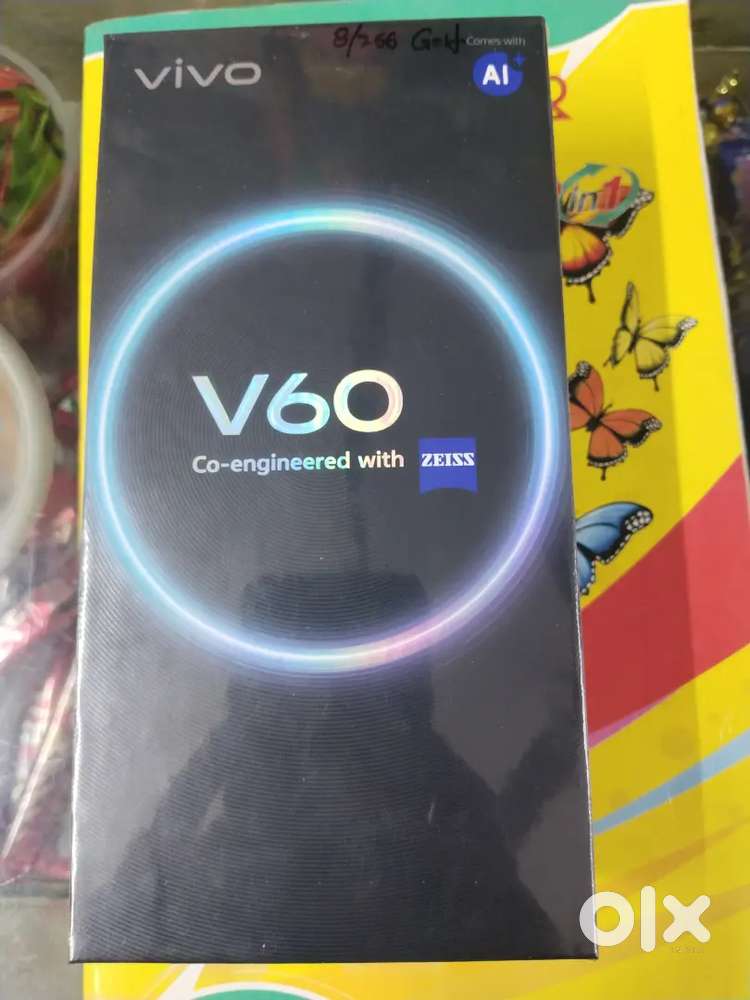 8/256 Gold
Comes with
vivo
AI+
V60
Co-engineered with ZEISS
olx